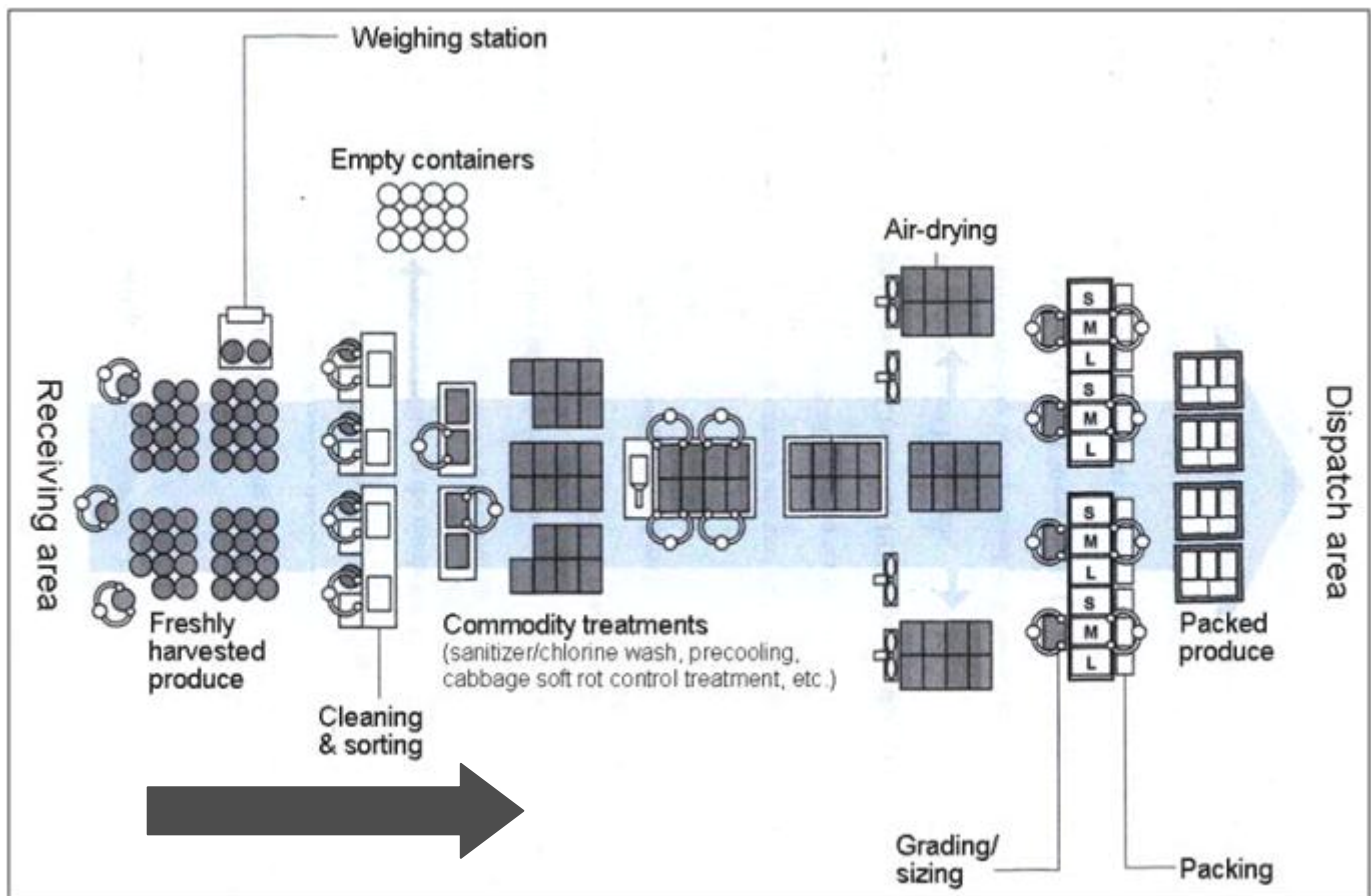 Weighing station
Empty containers
Air-drying
Receiving area
Freshly
harvested
produce
Cleaning
& sorting
Commodity treatments
(sanitizer/chlorine wash, precooling,
cabbage soft rot control treatment, etc.)
S
M
L
S
M
L
S
M
L
S
M
L
Grading/
sizing
Packing
Packed
produce
Dispatch area